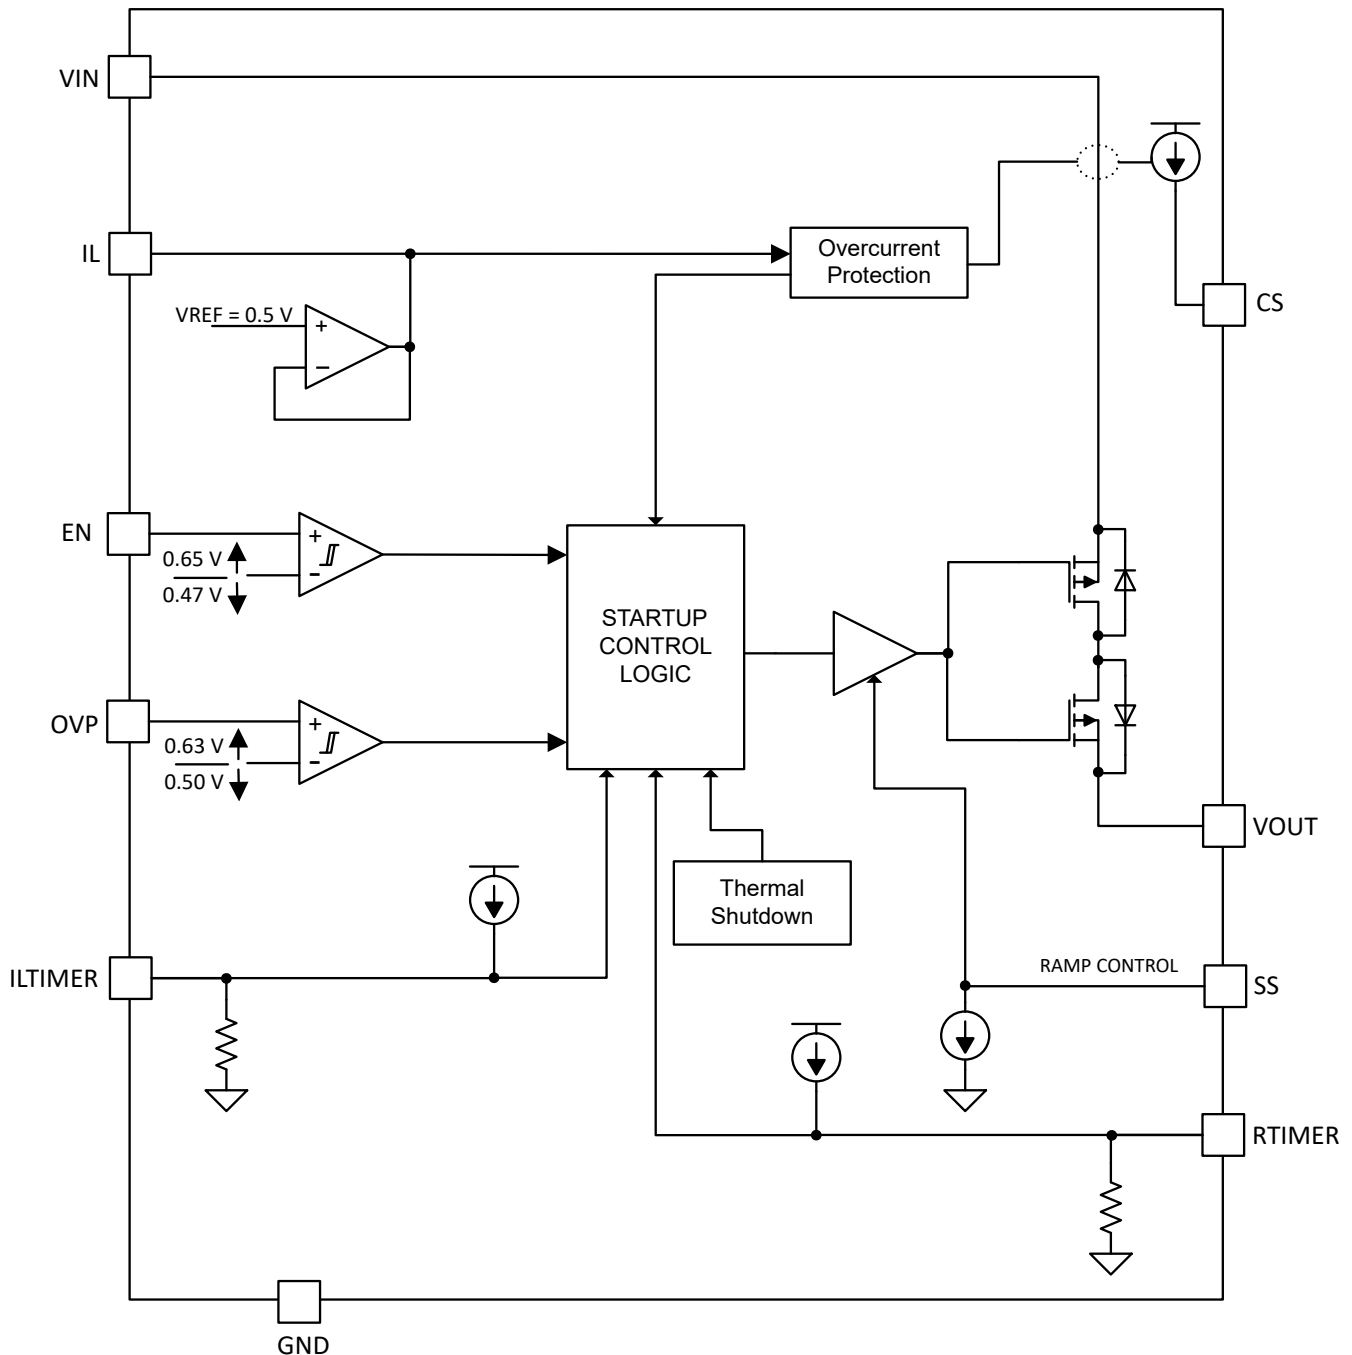 VIN
IL
Overcurrent
Protection
CS
VREF = 0.5 V
+
−
EN
+
0.65 V
−
0.47 V
STARTUP
CONTROL
LOGIC
OVP
+
0.63 V
−
0.50 V
VOUT
Thermal
Shutdown
ILTIMER
RAMP CONTROL
SS
RTIMER
GND